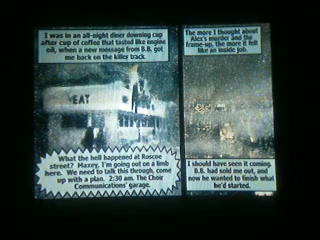 I was in an all-night diner downing cup
after cup of coffee that tasted like engine
oil, when a new message from B.B. got
me back on the killer track.
EAT
What the hell happened at Roscoe
street? Maxey, I'm going out on a limb
here. We need to talk this through, come
up with a plan. 2:30 am. The Choir
Communications' garage.
The more I thought about
Alex's murder and the
frame-up, the more it felt
like an inside job.
I should have seen it coming.
B.B. had sold me out, and
now he wanted to finish what
he'd started.